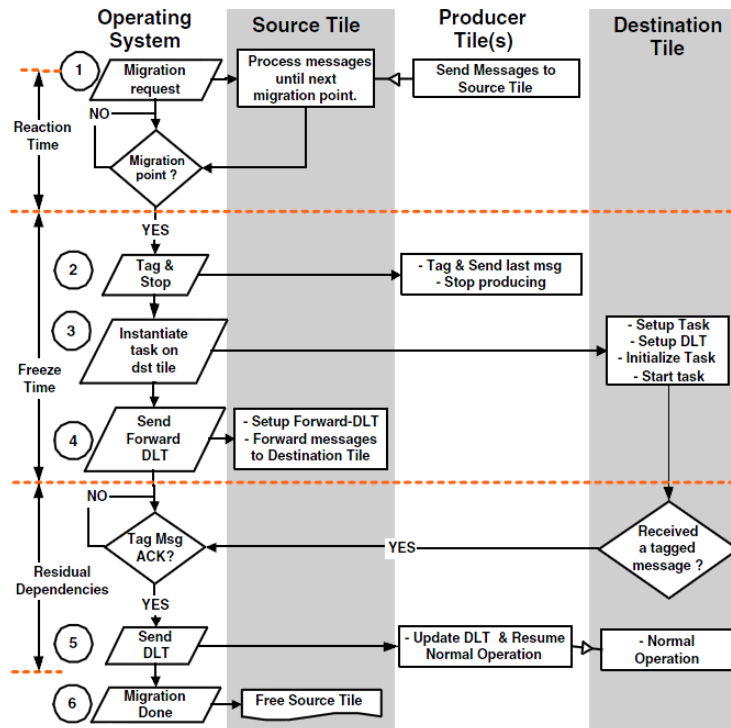 Operating
System
Source Tile
Producer
Tile(s)
Destination
Tile
1
Migration
request
Process messages
until next
migration point.
Send Messages to
Source Tile
NO
Reaction
Time
Migration
point ?
YES
2
Tag &
Stop
- Tag & Send last msg
- Stop producing
3
Instantiate
task on
dst tile
- Setup Task
- Setup DLT
- Initialize Task
- Start task
Freeze
Time
4
Send
Forward
DLT
- Setup Forward-DLT
- Forward messages
to Destination Tile
NO
Tag Msg
ACK?
YES
Received
a tagged
message ?
Residual
Dependencies
YES
5
Send
DLT
- Update DLT & Resume
Normal Operation
- Normal
Operation
6
Migration
Done
Free Source Tile